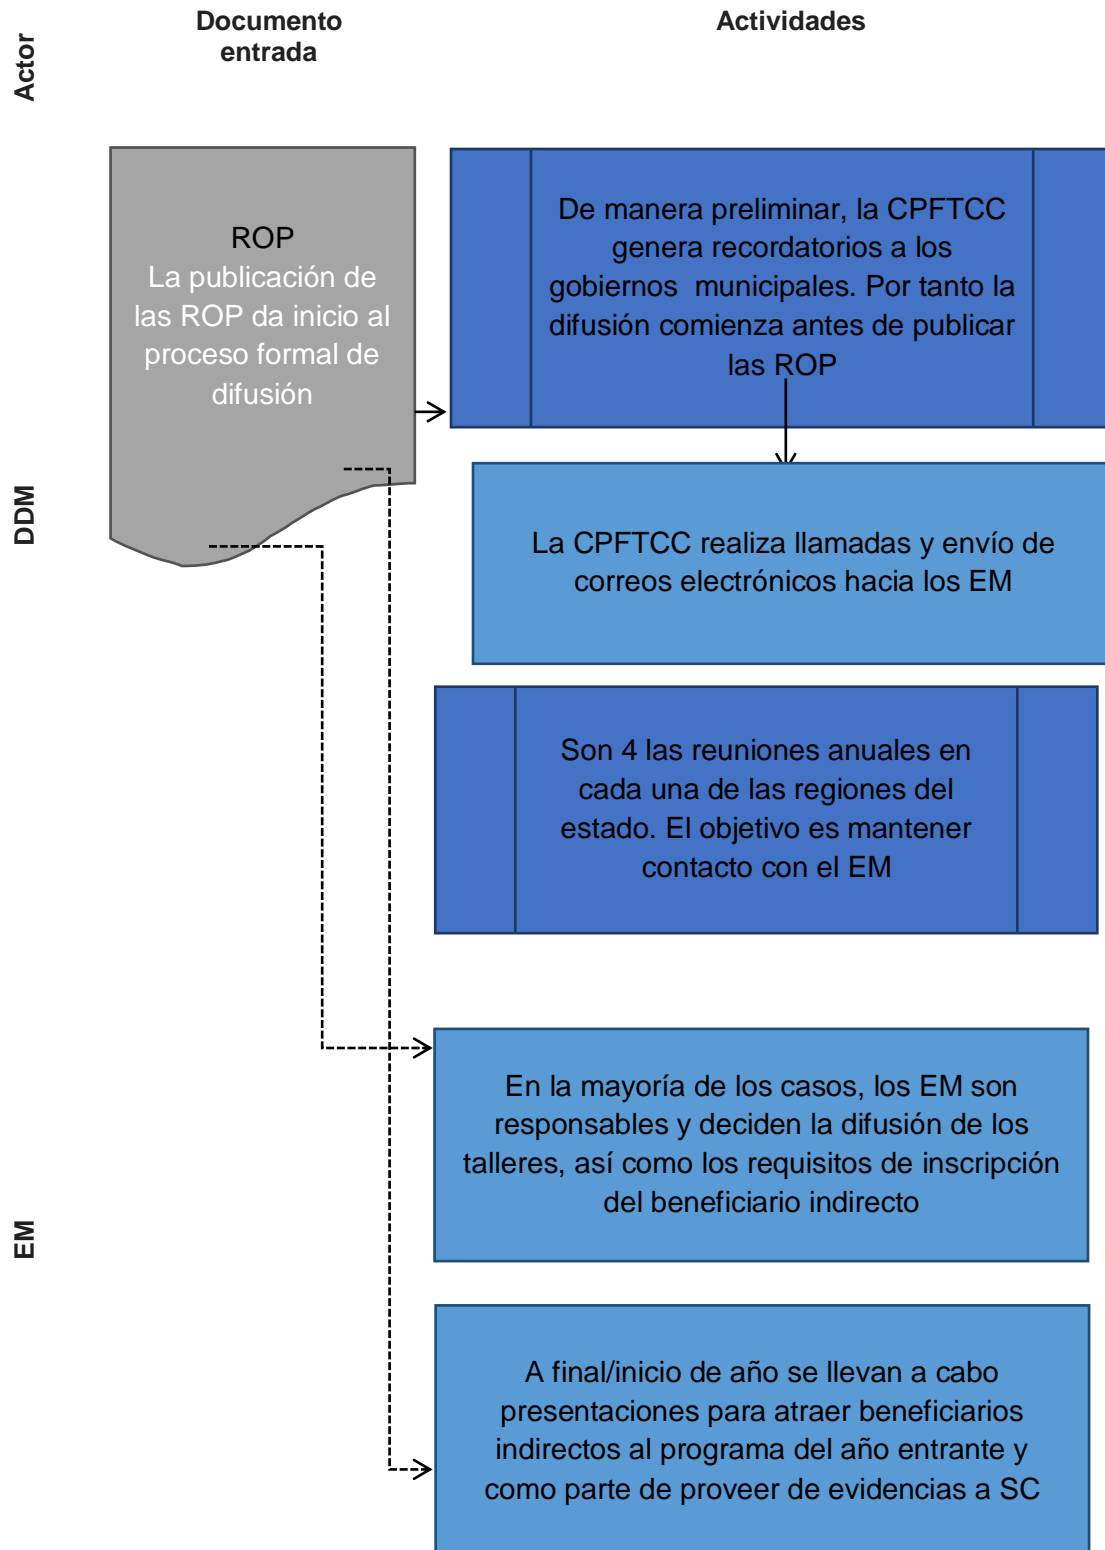 Actor
Documento
entrada
Actividades
DDM
ROP
La publicación de
las ROP da inicio al
proceso formal de
difusión
De manera preliminar, la CPFTCC
genera recordatorios a los
gobiernos  municipales. Por tanto la
difusión comienza antes de publicar
las ROP
La CPFTCC realiza llamadas y envío de
correos electrónicos hacia los EM
Son 4 las reuniones anuales en
cada una de las regiones del
estado. El objetivo es mantener
contacto con el EM
EM
En la mayoría de los casos, los EM son
responsables y deciden la difusión de los
talleres, así como los requisitos de inscripción
del beneficiario indirecto
A final/inicio de año se llevan a cabo
presentaciones para atraer beneficiarios
indirectos al programa del año entrante y
como parte de proveer de evidencias a SC